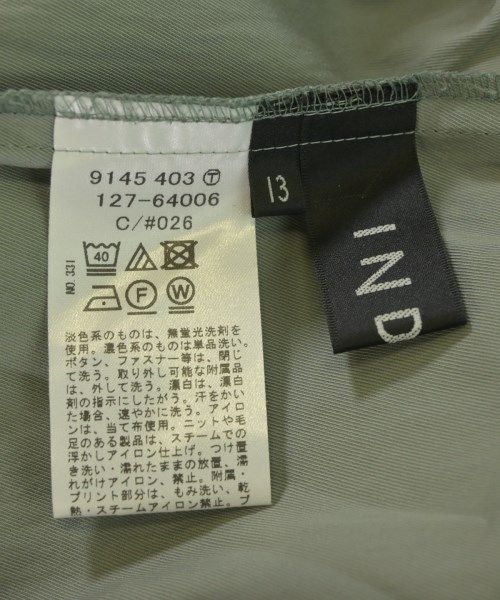 9145 403 Ⓣ
127-64006
C/#026
NO.331
40
F W
淡色系のものは、無蛍光洗剤を
使用。濃色系のものは単品洗い。
ボタン、ファスナー等は、閉じ
て洗う。取り外し可能な附属品
は、外して洗う。漂白は、漂白
剤の指示にしたがう。汗をかい
た場合、速やかに洗う。アイロ
ンは、当て布使用。ニットや毛
足のある製品は、スチームでの
浮かしアイロン仕上げ。つけ置
き洗い・濡れたままの放置、濡
れがけアイロン、禁止。附属・
プリント部分は、もみ洗い、乾
熱・スチームアイロン禁止。プ
13
IND